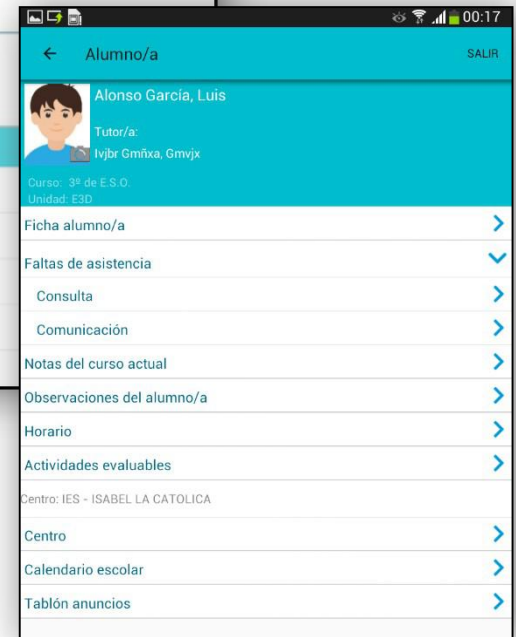 00:17
Alumno/a
SALIR
Alonso García, Luis
Tutor/a:
Ivjbr Gmñxa, Gmvjx
Curso: 3º de E.S.O.
Unidad: E3D
Ficha alumno/a
Faltas de asistencia
Consulta
Comunicación
Notas del curso actual
Observaciones del alumno/a
Horario
Actividades evaluables
Centro: IES - ISABEL LA CATOLICA
Centro
Calendario escolar
Tablón anuncios